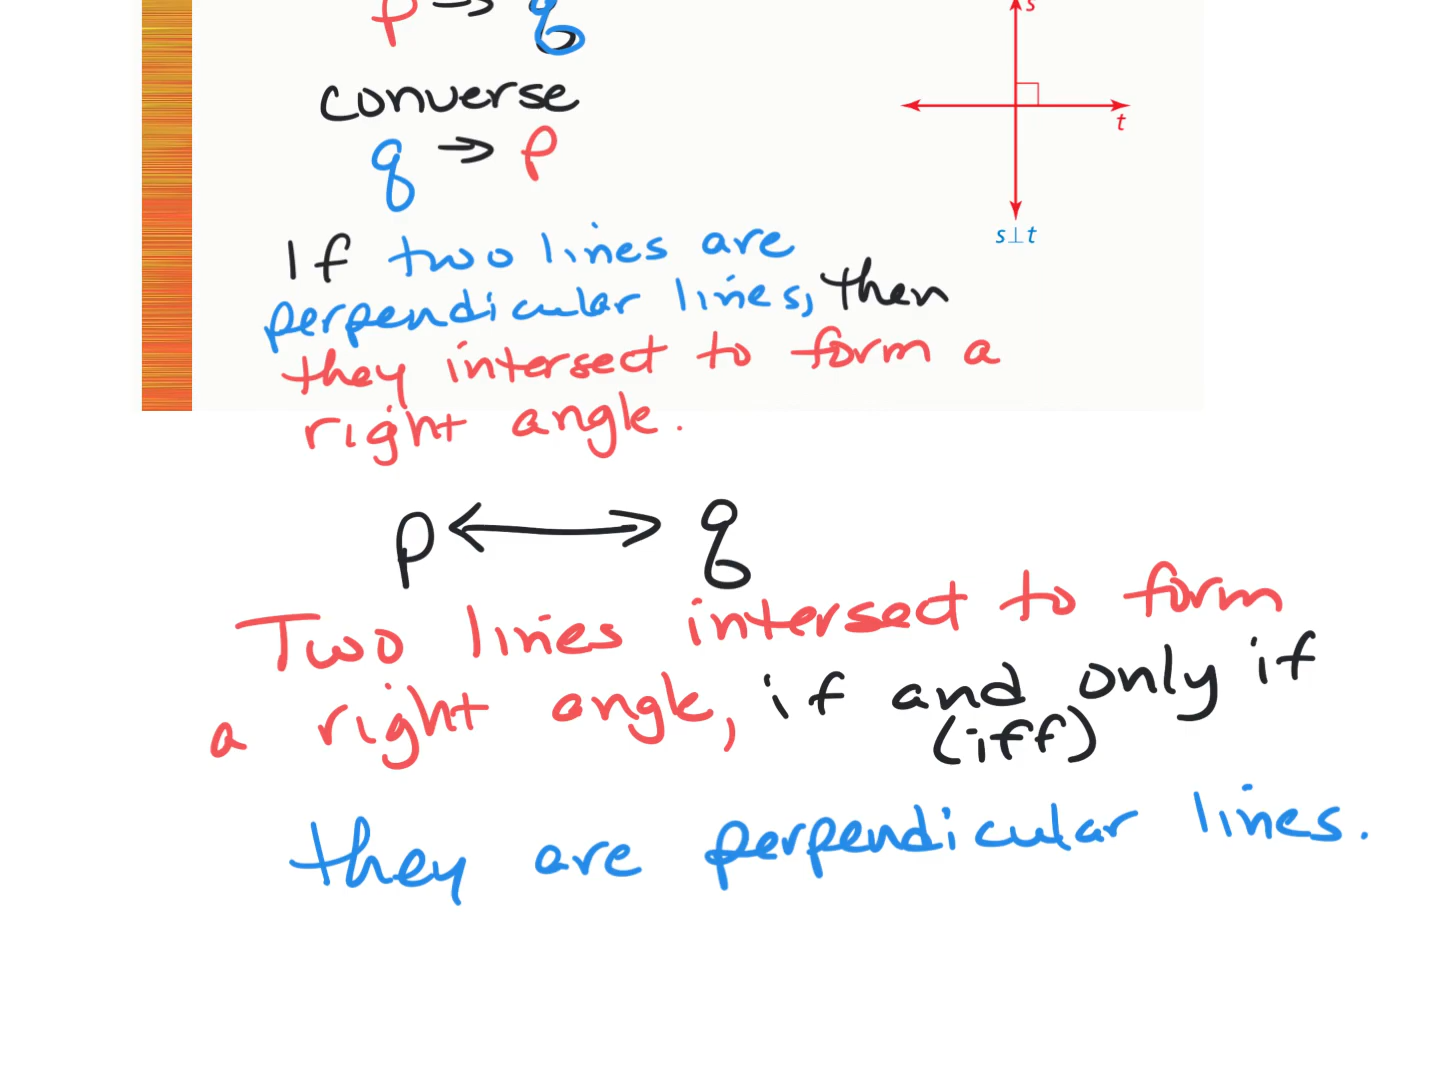 p → q
s
converse
t
q → p
s⊥t
If two lines are
perpendicular lines, then
they intersect to form a
right angle.
p ⟷ q
Two lines intersect to form
a right angle, if and only if
(iff)
they are perpendicular lines.